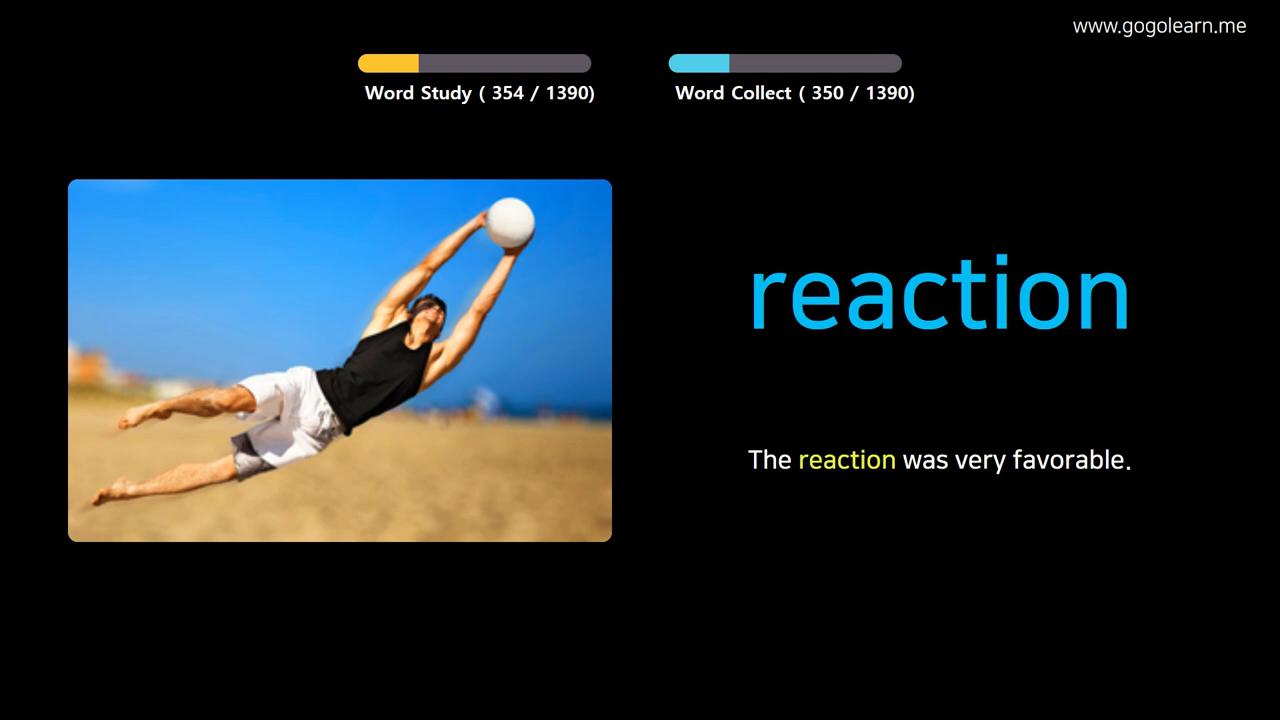 www.gogolearn.me
Word Study ( 354 / 1390)
Word Collect ( 350 / 1390)
reaction
The reaction was very favorable.